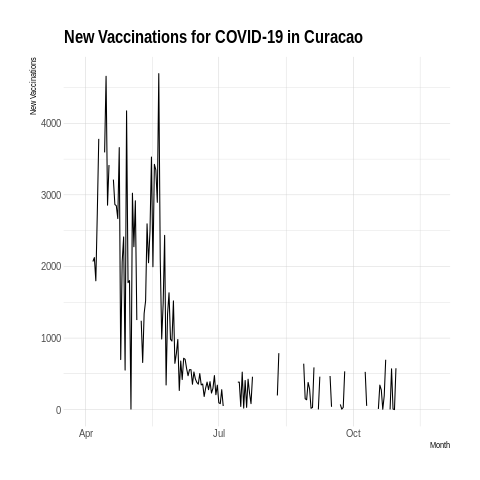 New Vaccinations for COVID-19 in Curacao
New Vaccinations
4000
3000
2000
1000
0
Apr
Jul
Oct
Month